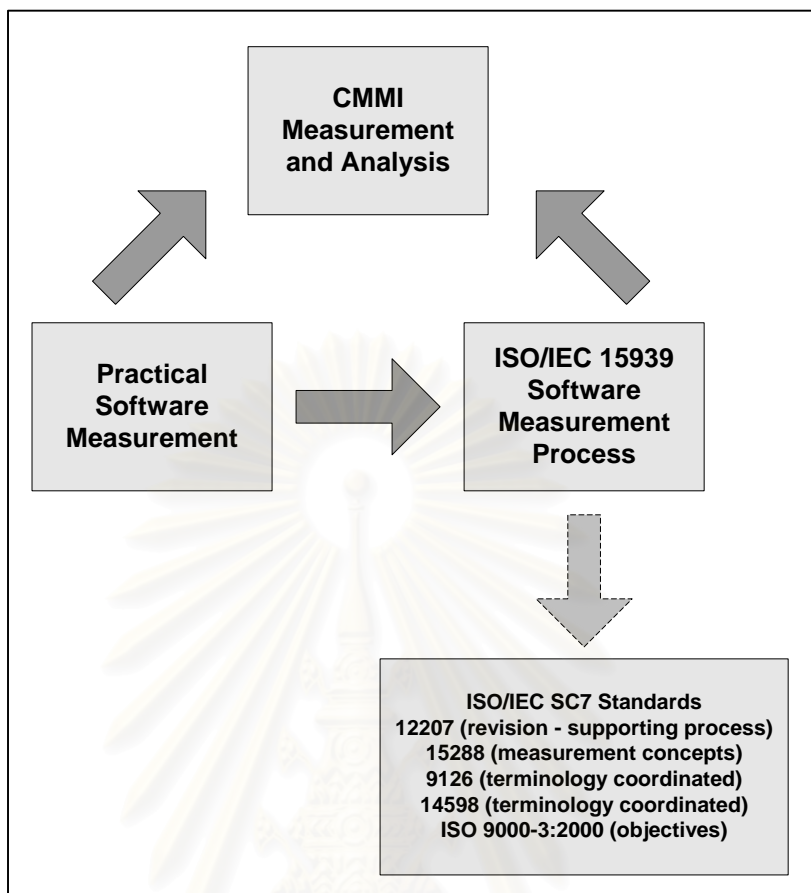 CMMI
Measurement
and Analysis
Practical
Software
Measurement
ISO/IEC 15939
Software
Measurement
Process
ISO/IEC SC7 Standards
12207 (revision - supporting process)
15288 (measurement concepts)
9126 (terminology coordinated)
14598 (terminology coordinated)
ISO 9000-3:2000 (objectives)